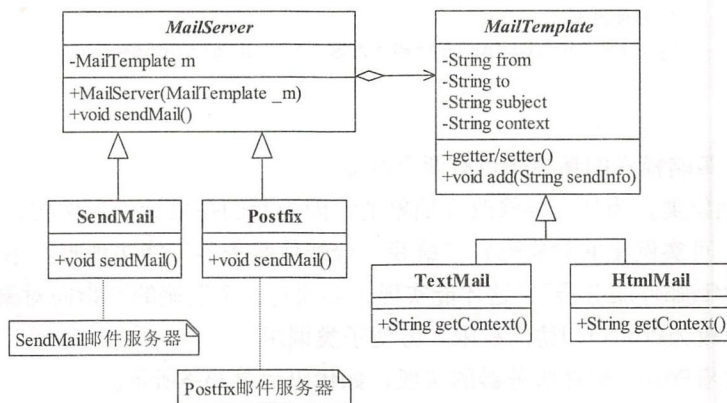 MailServer
-MailTemplate m
+MailServer(MailTemplate _m)
+void sendMail()
MailTemplate
-String from
-String to
-String subject
-String context
+getter/setter()
+void add(String sendInfo)
SendMail
+void sendMail()
Postfix
+void sendMail()
TextMail
+String getContext()
HtmlMail
+String getContext()
SendMail邮件服务器
Postfix邮件服务器